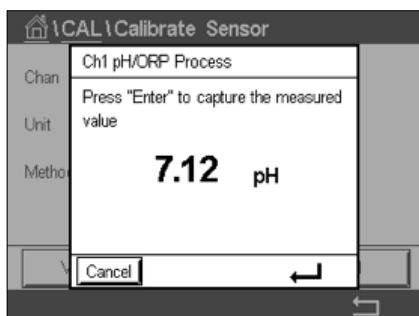 \CAL\Calibrate Sensor
Ch1 pH/ORP Process
Chan
Press "Enter" to capture the measured
value
Unit
Metho
7.12 pH
Cancel